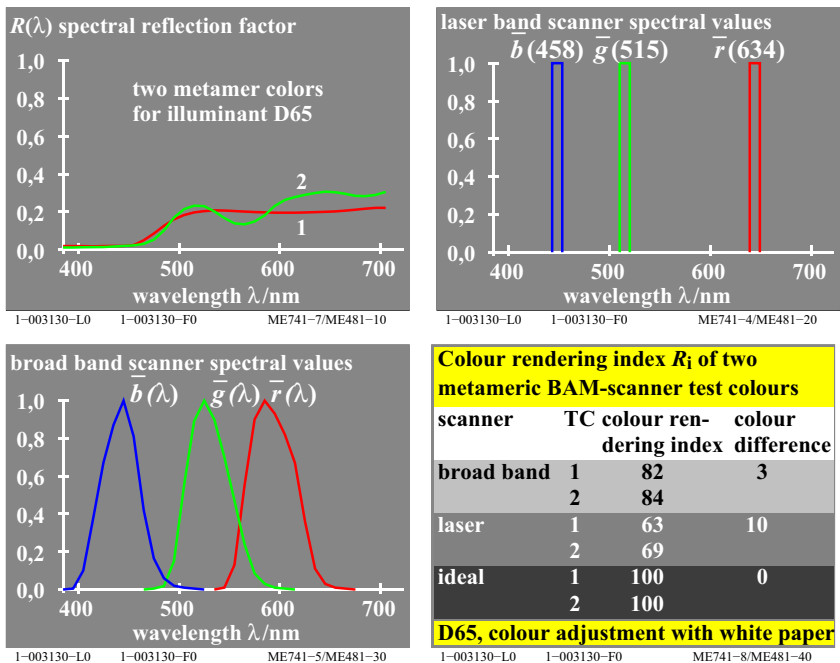 R(λ) spectral reflection factor
1,0
two metamer colors
for illuminant D65
0,8
0,6
0,4
2
0,2
1
0,0
400 500 600 700
wavelength λ/nm
1−003130−L0 1−003130−F0 ME741−7/ME481−10
laser band scanner spectral values
b̅(458) g̅(515) r̅(634)
1,0
0,8
0,6
0,4
0,2
0,0
400 500 600 700
wavelength λ/nm
1−003130−L0 1−003130−F0 ME741−4/ME481−20
broad band scanner spectral values
b̅(λ) g̅(λ) r̅(λ)
1,0
0,8
0,6
0,4
0,2
0,0
400 500 600 700
wavelength λ/nm
1−003130−L0 1−003130−F0 ME741−5/ME481−30
Colour rendering index Ri of two
metameric BAM−scanner test colours
scanner TC colour ren− colour
dering index difference
broad band 1 82 3
2 84
laser 1 63 10
2 69
ideal 1 100 0
2 100
D65, colour adjustment with white paper
1−003130−L0 1−003130−F0 ME741−8/ME481−40